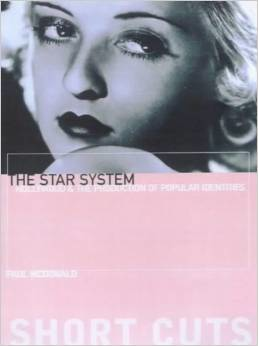 THE STAR SYSTEM
HOLLYWOOD & THE PRODUCTION OF POPULAR IDENTITIES
PAUL MCDONALD
SHORT CUTS